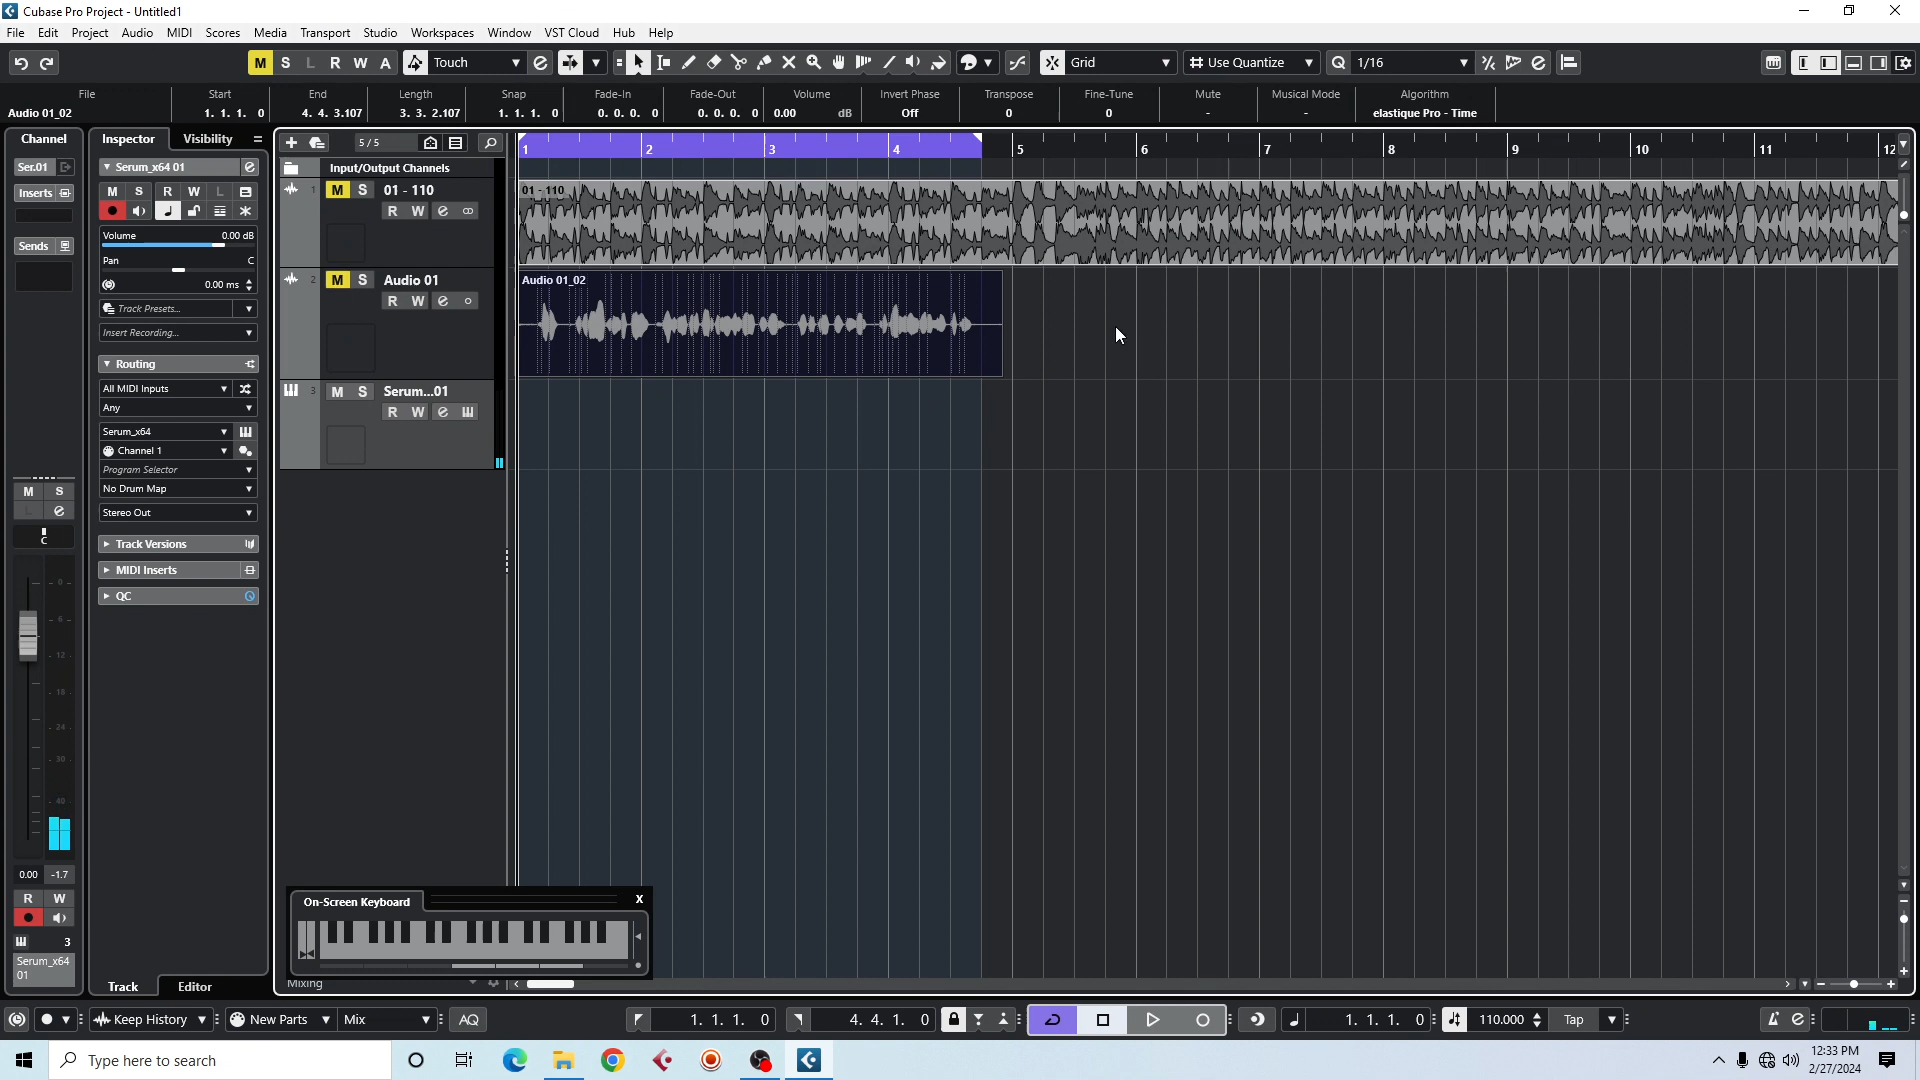 Cubase Pro Project - Untitled1
File Edit Project Audio MIDI Scores Media Transport Studio Workspaces Window VST Cloud Hub Help
M S L R W A Touch Grid Use Quantize 1/16
File Start End Length Snap Fade-In Fade-Out Volume Invert Phase Transpose Fine-Tune Mute Musical Mode Algorithm
Audio 01_02 1. 1. 1. 0 4. 4. 3.107 3. 3. 2.107 1. 1. 1. 0 0. 0. 0. 0 0. 0. 0. 0 0.00 dB Off 0 0 - - elastique Pro - Time
Channel Inspector Visibility 5 / 5
1 2 3 4 5 6 7 8 9 10 11 12
Ser.01 Serum_x64 01 Input/Output Channels
Inserts M S R W L
1 M S 01 - 110 01 - 110
R W e
Volume 0.00 dB
Sends
Pan C
0.00 ms
2 M S Audio 01 Audio 01_02
Track Presets... R W e
Insert Recording...
Routing
All MIDI Inputs 3 M S Serum...01
Any R W e
Serum_x64
Channel 1
Program Selector
No Drum Map
M S
Stereo Out
L e
C
Track Versions
MIDI Inserts
QC
0
6
12
18
24
30
40
0.00 -1.7
R W
On-Screen Keyboard X
3
Serum_x64
01
Track Editor Mixing
Keep History New Parts Mix AQ 1. 1. 1. 0 4. 4. 1. 0 1. 1. 1. 0 110.000 Tap
Type here to search
12:33 PM
2/27/2024